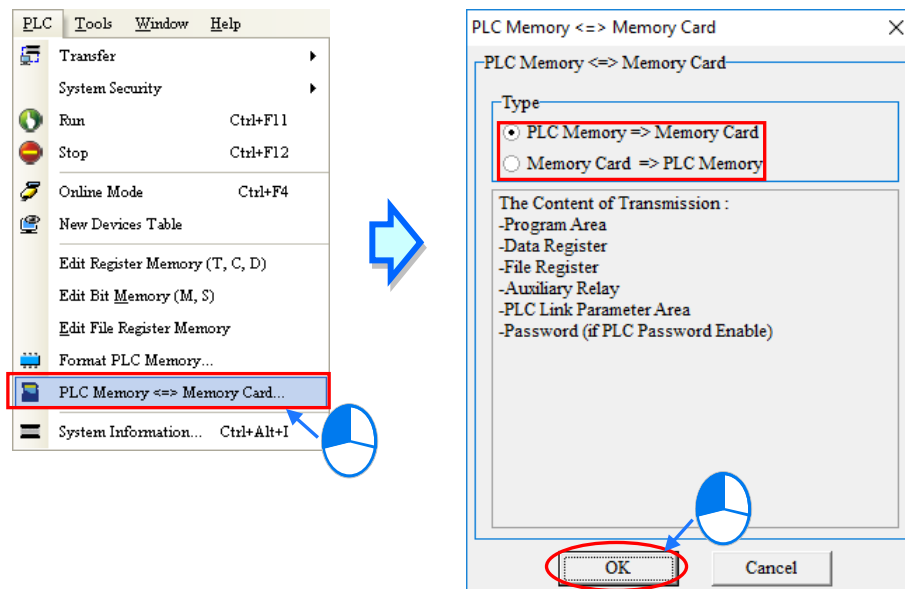 PLC Tools Window Help
Transfer
System Security
Run Ctrl+F11
Stop Ctrl+F12
Online Mode Ctrl+F4
New Devices Table
Edit Register Memory (T, C, D)
Edit Bit Memory (M, S)
Edit File Register Memory
Format PLC Memory...
PLC Memory <=> Memory Card...
System Information... Ctrl+Alt+I
PLC Memory <=> Memory Card
PLC Memory <=> Memory Card
Type
PLC Memory => Memory Card
Memory Card => PLC Memory
The Content of Transmission :
-Program Area
-Data Register
-File Register
-Auxiliary Relay
-PLC Link Parameter Area
-Password (if PLC Password Enable)
OK Cancel